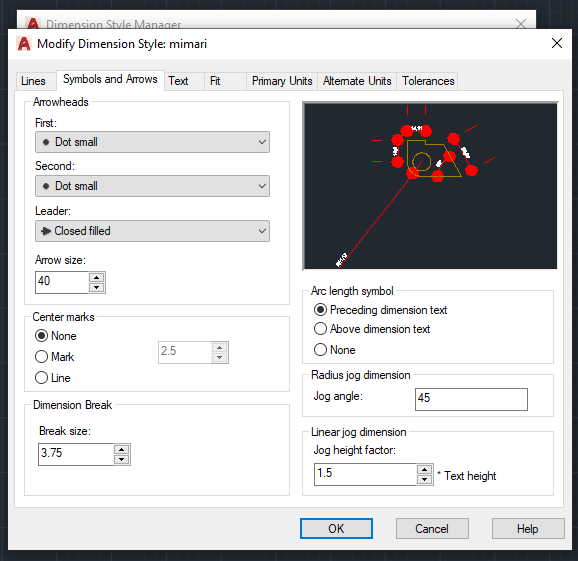 Dimension Style Manager
Modify Dimension Style: mimari
Lines
Symbols and Arrows
Text
Fit
Primary Units
Alternate Units
Tolerances
Arrowheads
First:
Dot small
Second:
Dot small
Leader:
Closed filled
Arrow size:
40
Center marks
None
Mark
2.5
Line
Dimension Break
Break size:
3.75
Arc length symbol
Preceding dimension text
Above dimension text
None
Radius jog dimension
Jog angle:
45
Linear jog dimension
Jog height factor:
1.5
* Text height
OK
Cancel
Help